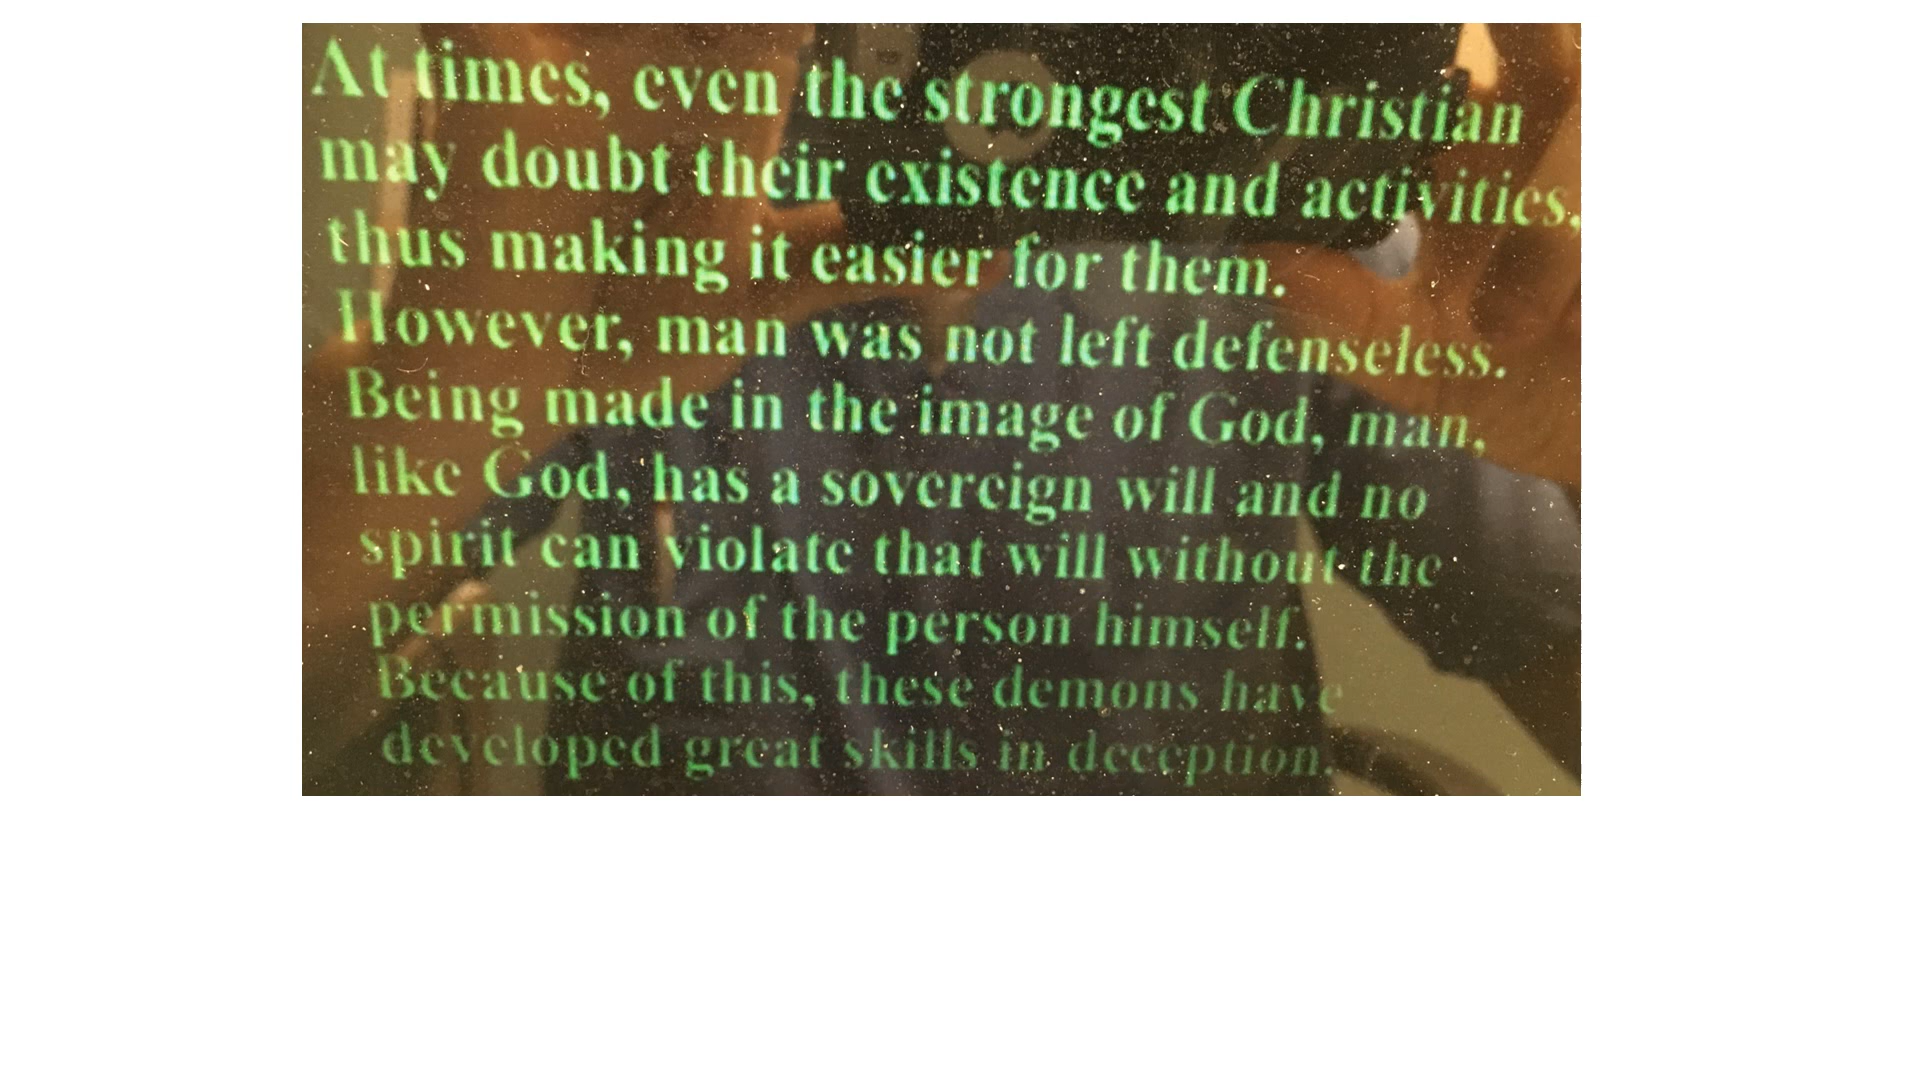 At times, even the strongest Christian
may doubt their existence and activities,
thus making it easier for them.
However, man was not left defenseless.
Being made in the image of God, man,
like God, has a sovereign will and no
spirit can violate that will without the
permission of the person himself.
Because of this, these demons have
developed great skills in deception.